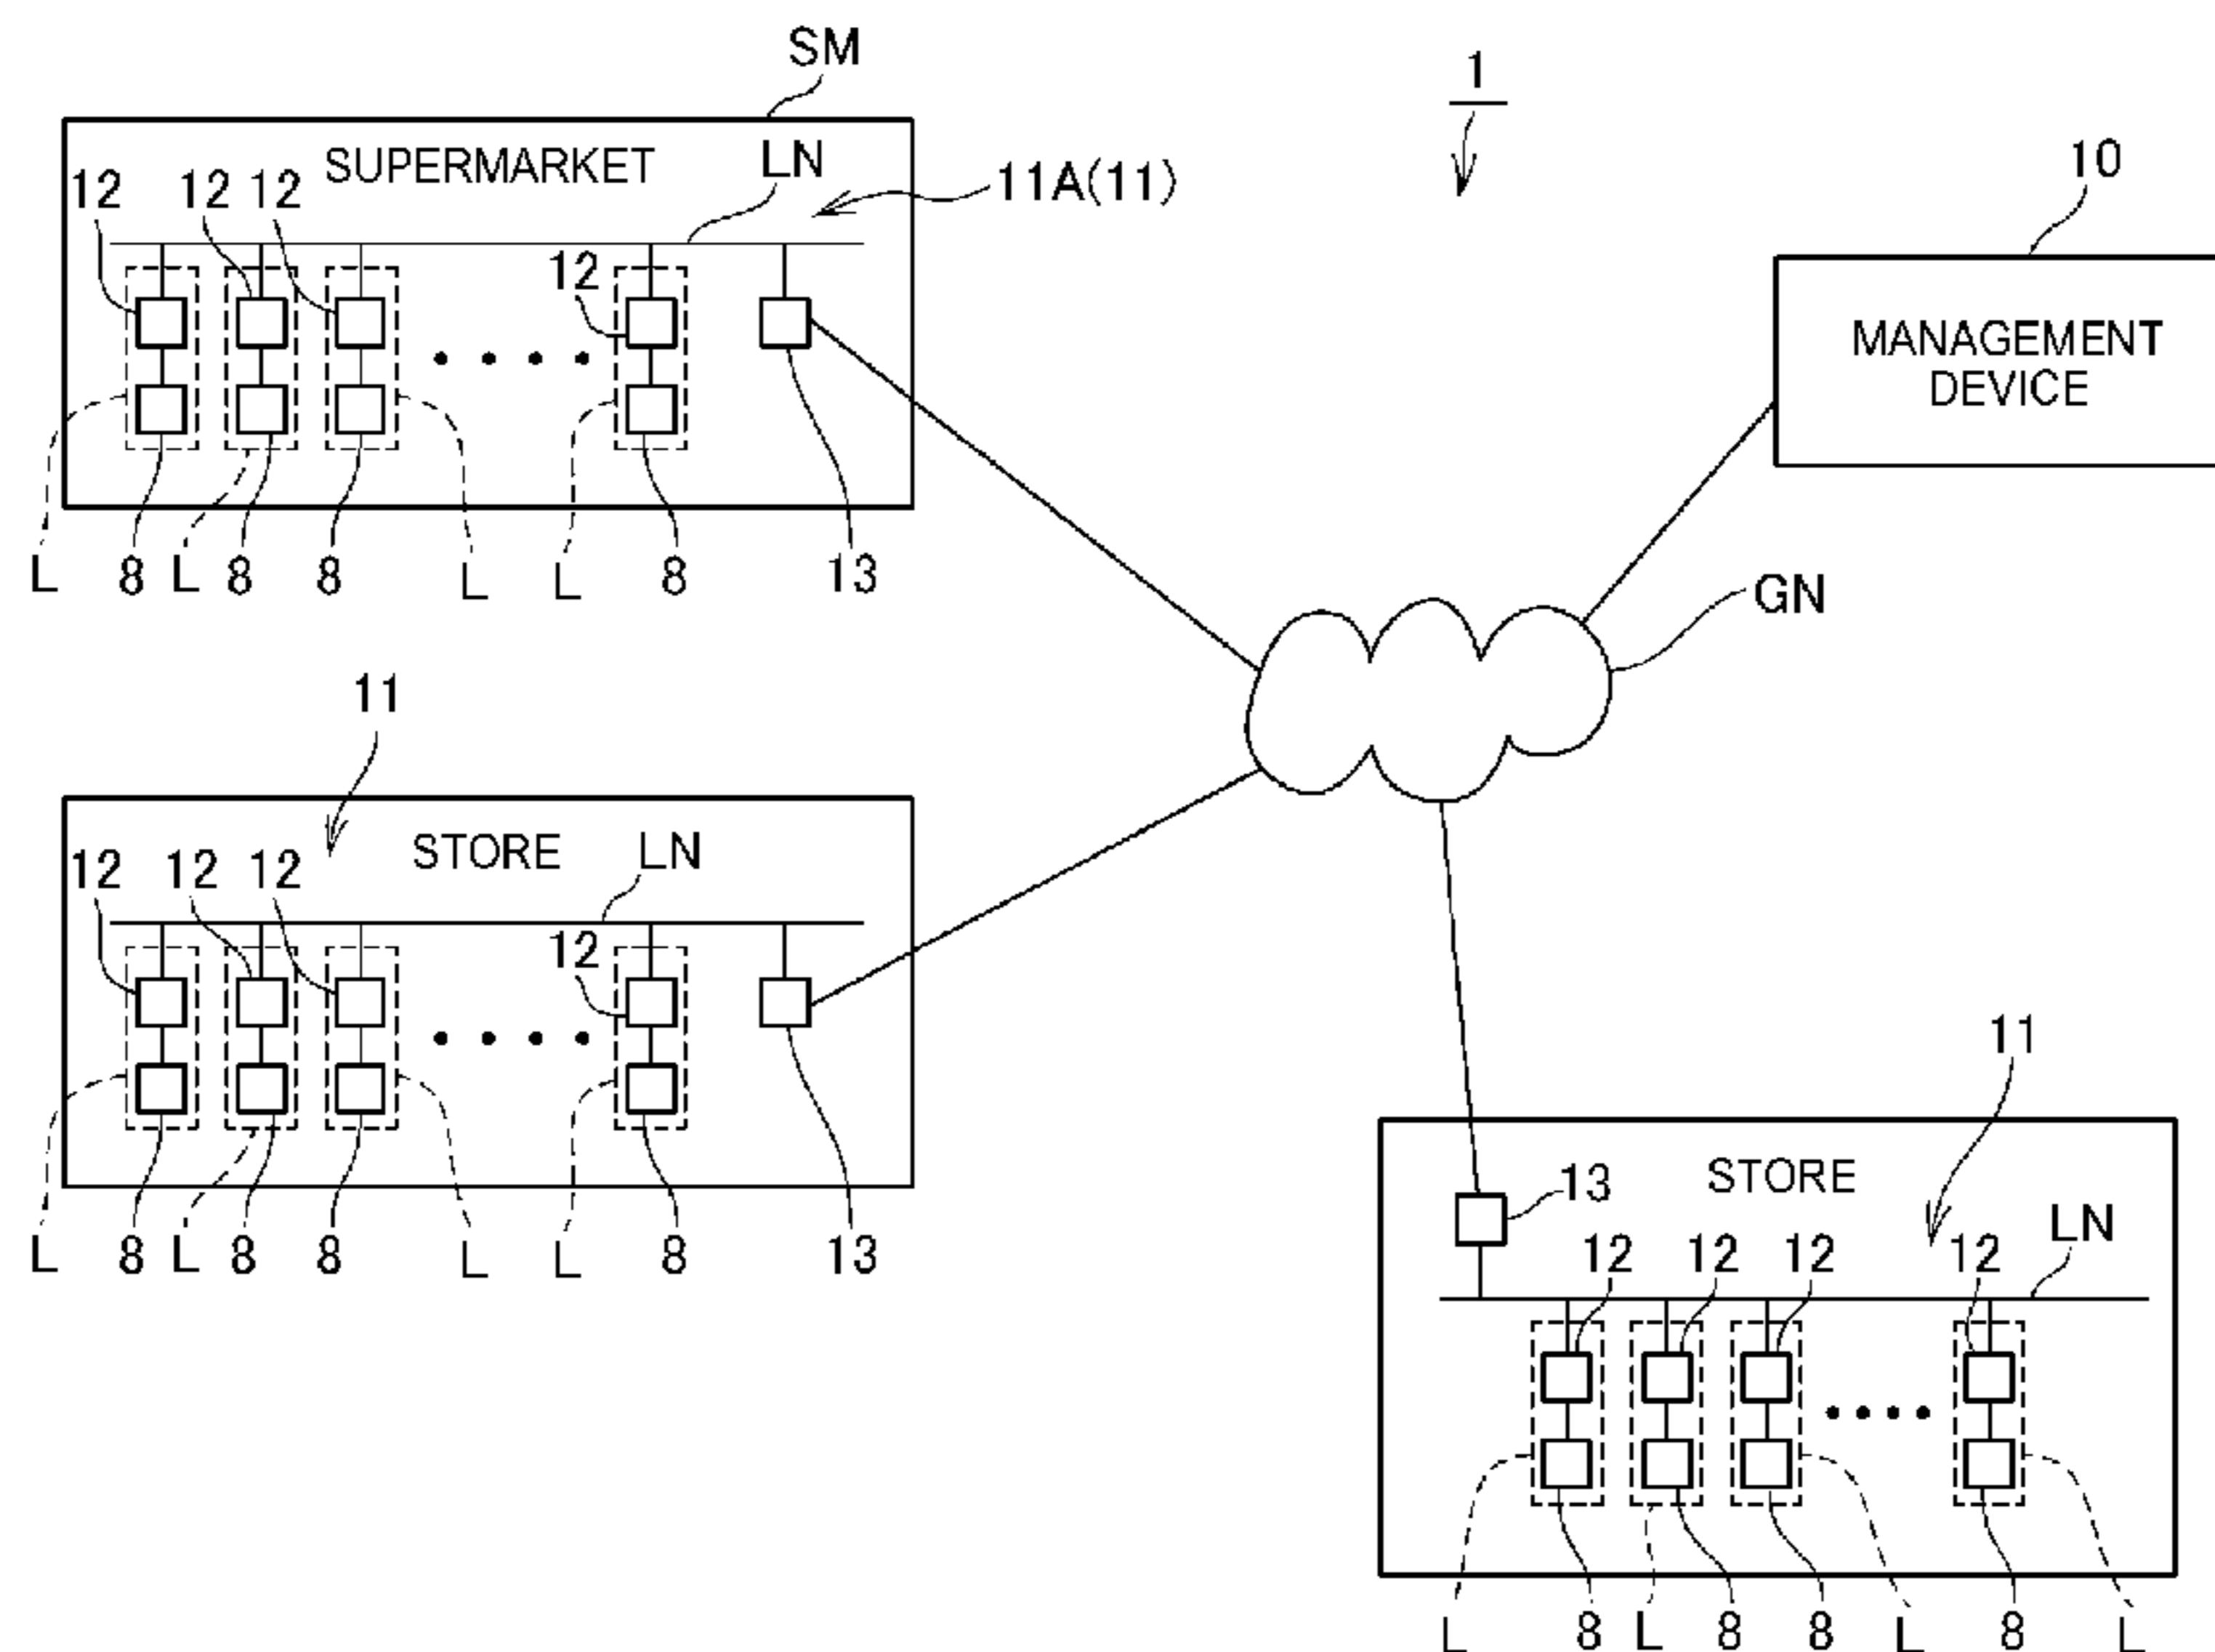 SM
1
SUPERMARKET
LN
11A(11)
10
12
12
12
12
MANAGEMENT
DEVICE
L
8
L
8
8
L
L
8
13
GN
11
STORE
LN
12
12
12
12
L
8
L
8
8
L
L
8
13
11
STORE
13
LN
12
12
12
12
L
8
L
8
8
L
8
L